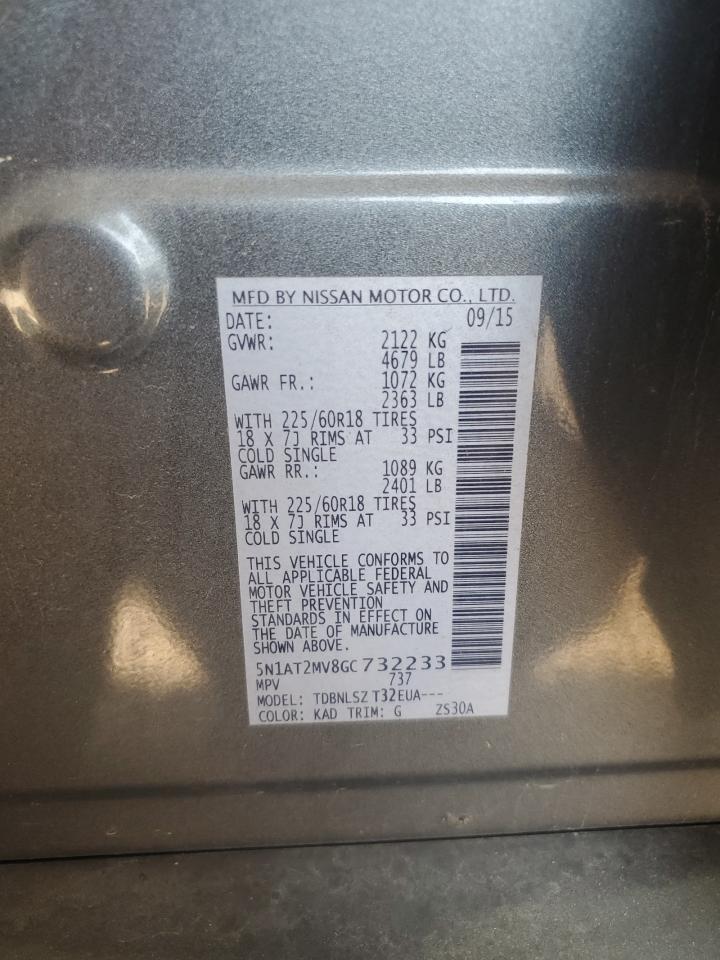 MFD BY NISSAN MOTOR CO., LTD.
DATE: 09/15
GVWR: 2122 KG
4679 LB
GAWR FR.: 1072 KG
2363 LB
WITH 225/60R18 TIRES
18 X 7J RIMS AT 33 PSI
COLD SINGLE
GAWR RR.: 1089 KG
2401 LB
WITH 225/60R18 TIRES
18 X 7J RIMS AT 33 PSI
COLD SINGLE
THIS VEHICLE CONFORMS TO
ALL APPLICABLE FEDERAL
MOTOR VEHICLE SAFETY AND
THEFT PREVENTION
STANDARDS IN EFFECT ON
THE DATE OF MANUFACTURE
SHOWN ABOVE.
5N1AT2MV8GC732233
MPV 737
MODEL: TDBNLSZ T32EUA---
COLOR: KAD TRIM: G ZS30A